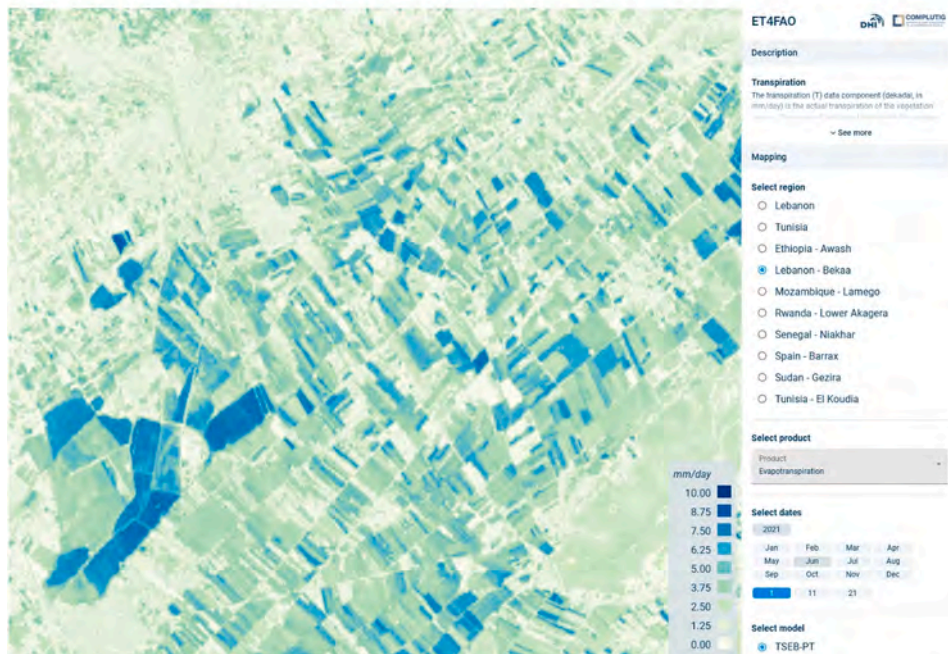 ET4FAO
DHI
COMPLUTIG
Description
Transpiration
The transpiration (T) data component (dekadal, in
mm/day) is the actual transpiration of the vegetation
See more
Mapping
Select region
Lebanon
Tunisia
Ethiopia - Awash
Lebanon - Bekaa
Mozambique - Lamego
Rwanda - Lower Akagera
Senegal - Niakhar
Spain - Barrax
Sudan - Gezira
Tunisia - El Koudia
Select product
Product
Evapotranspiration
Select dates
2021
Jan Feb Mar Apr
May Jun Jul Aug
Sep Oct Nov Dec
1 11 21
Select model
TSEB-PT
mm/day
10.00
8.75
7.50
6.25
5.00
3.75
2.50
1.25
0.00